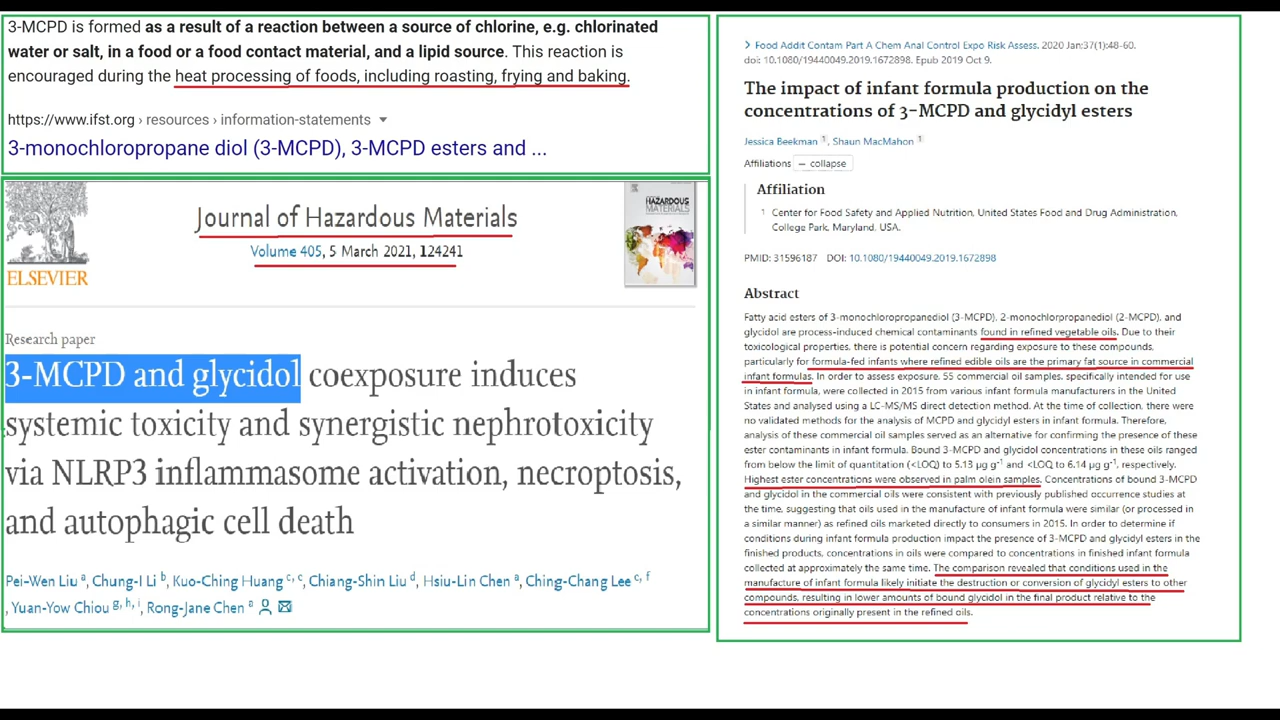 3-MCPD is formed as a result of a reaction between a source of chlorine, e.g. chlorinated
water or salt, in a food or a food contact material, and a lipid source. This reaction is
encouraged during the heat processing of foods, including roasting, frying and baking.
https://www.ifst.org › resources › information-statements
3-monochloropropane diol (3-MCPD), 3-MCPD esters and ...
ELSEVIER
Journal of Hazardous Materials
Volume 405, 5 March 2021, 124241
HAZARDOUS
MATERIALS
Research paper
3-MCPD and glycidol coexposure induces
systemic toxicity and synergistic nephrotoxicity
via NLRP3 inflammasome activation, necroptosis,
and autophagic cell death
Pei-Wen Liu a, Chung-I Li b, Kuo-Ching Huang c, c, Chiang-Shin Liu d, Hsiu-Lin Chen a, Ching-Chang Lee c, f
, Yuan-Yow Chiou g, h, i, Rong-Jane Chen a
> Food Addit Contam Part A Chem Anal Control Expo Risk Assess. 2020 Jan;37(1):48-60.
doi: 10.1080/19440049.2019.1672898. Epub 2019 Oct 9.
The impact of infant formula production on the
concentrations of 3-MCPD and glycidyl esters
Jessica Beekman 1, Shaun MacMahon 1
Affiliations — collapse
Affiliation
1 Center for Food Safety and Applied Nutrition, United States Food and Drug Administration,
College Park, Maryland, USA.
PMID: 31596187 DOI: 10.1080/19440049.2019.1672898
Abstract
Fatty acid esters of 3-monochloropropanediol (3-MCPD), 2-monochlorpropanediol (2-MCPD), and
glycidol are process-induced chemical contaminants found in refined vegetable oils. Due to their
toxicological properties, there is potential concern regarding exposure to these compounds,
particularly for formula-fed infants where refined edible oils are the primary fat source in commercial
infant formulas. In order to assess exposure, 55 commercial oil samples, specifically intended for use
in infant formula, were collected in 2015 from various infant formula manufacturers in the United
States and analysed using a LC-MS/MS direct detection method. At the time of collection, there were
no validated methods for the analysis of MCPD and glycidyl esters in infant formula. Therefore,
analysis of these commercial oil samples served as an alternative for confirming the presence of these
ester contaminants in infant formula. Bound 3-MCPD and glycidol concentrations in these oils ranged
from below the limit of quantitation (<LOQ) to 5.13 µg g-1 and <LOQ to 6.14 µg g-1, respectively.
Highest ester concentrations were observed in palm olein samples. Concentrations of bound 3-MCPD
and glycidol in the commercial oils were consistent with previously published occurrence studies at
the time, suggesting that oils used in the manufacture of infant formula were similar (or processed in
a similar manner) as refined oils marketed directly to consumers in 2015. In order to determine if
conditions during infant formula production impact the presence of 3-MCPD and glycidyl esters in the
finished products, concentrations in oils were compared to concentrations in finished infant formula
collected at approximately the same time. The comparison revealed that conditions used in the
manufacture of infant formula likely initiate the destruction or conversion of glycidyl esters to other
compounds, resulting in lower amounts of bound glycidol in the final product relative to the
concentrations originally present in the refined oils.